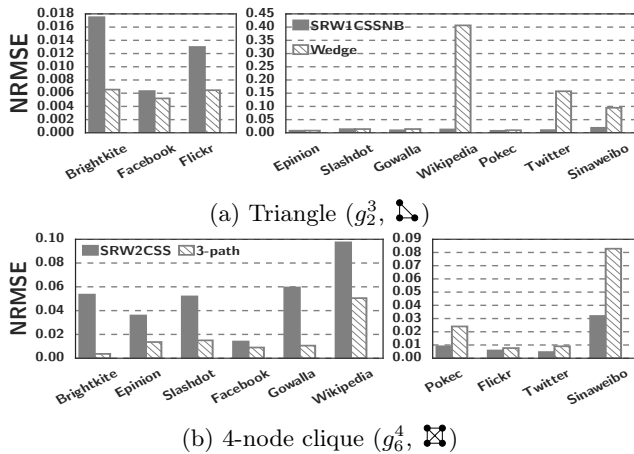 NRMSE
0.018
0.016
0.014
0.012
0.010
0.008
0.006
0.004
0.002
0.000
Brightkite
Facebook
Flickr
0.45
0.40
0.35
0.30
0.25
0.20
0.15
0.10
0.05
0.00
SRW1CSSNB
Wedge
Epinion
Slashdot
Gowalla
Wikipedia
Pokec
Twitter
Sinaweibo
(a) Triangle (g³₂, )
NRMSE
0.10
0.08
0.06
0.04
0.02
0.00
SRW2CSS
3-path
Brightkite
Epinion
Slashdot
Facebook
Gowalla
Wikipedia
0.09
0.08
0.07
0.06
0.05
0.04
0.03
0.02
0.01
0.00
Pokec
Flickr
Twitter
Sinaweibo
(b) 4-node clique (g⁴₆, )